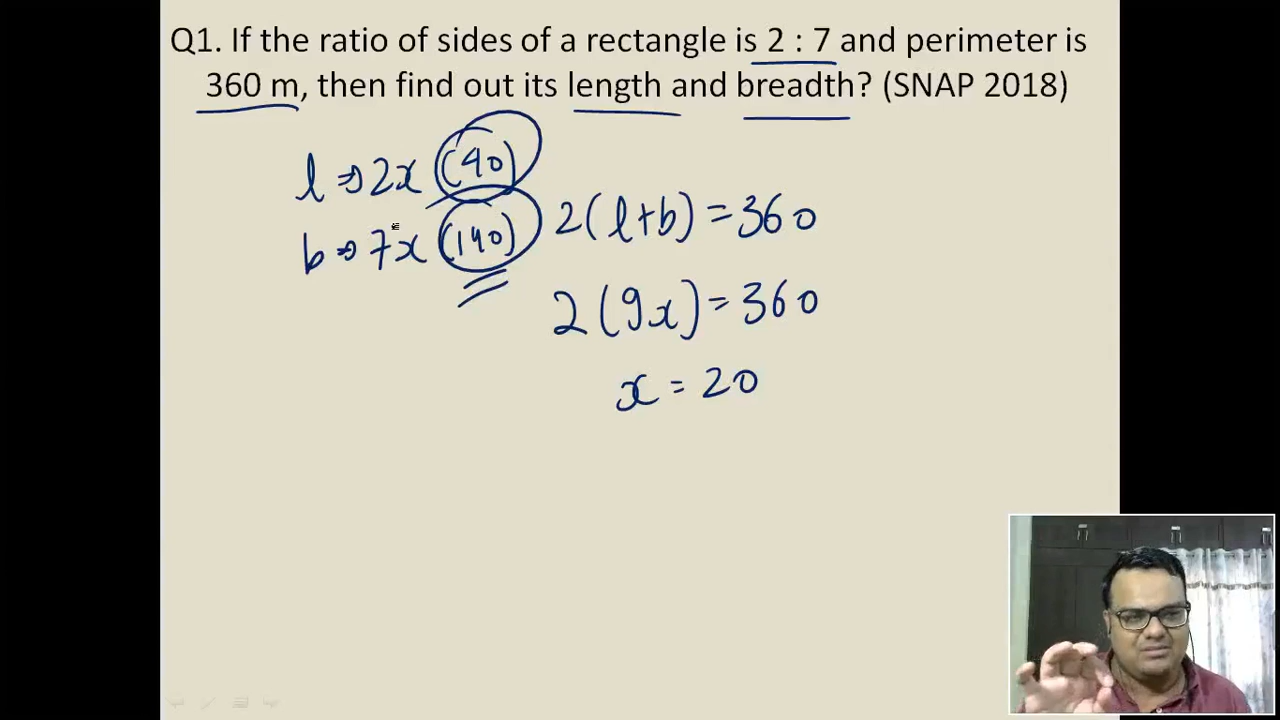 Q1. If the ratio of sides of a rectangle is 2 : 7 and perimeter is
360 m, then find out its length and breadth? (SNAP 2018)
l ⇒ 2x (40)
b ⇒ 7x (140)
2(l+b) = 360
2(9x) = 360
x = 20